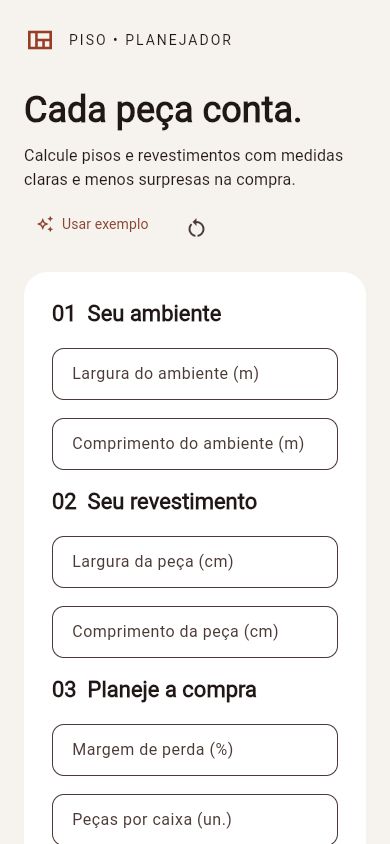 PISO • PLANEJADOR
Cada peça conta.
Calcule pisos e revestimentos com medidas
claras e menos surpresas na compra.
Usar exemplo
01 Seu ambiente
Largura do ambiente (m)
Comprimento do ambiente (m)
02 Seu revestimento
Largura da peça (cm)
Comprimento da peça (cm)
03 Planeje a compra
Margem de perda (%)
Peças por caixa (un.)